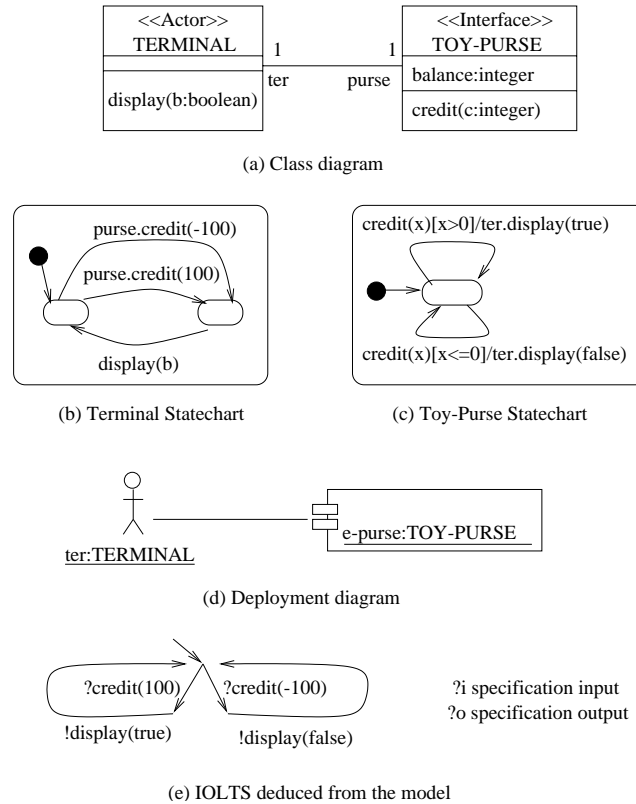 <<Actor>>
TERMINAL
display(b:boolean)
1
ter
1
purse
<<Interface>>
TOY-PURSE
balance:integer
credit(c:integer)
(a) Class diagram
purse.credit(-100)
purse.credit(100)
display(b)
(b) Terminal Statechart
credit(x)[x>0]/ter.display(true)
credit(x)[x<=0]/ter.display(false)
(c) Toy-Purse Statechart
ter:TERMINAL
e-purse:TOY-PURSE
(d) Deployment diagram
?credit(100)
?credit(-100)
!display(true)
!display(false)
?i specification input
?o specification output
(e) IOLTS deduced from the model